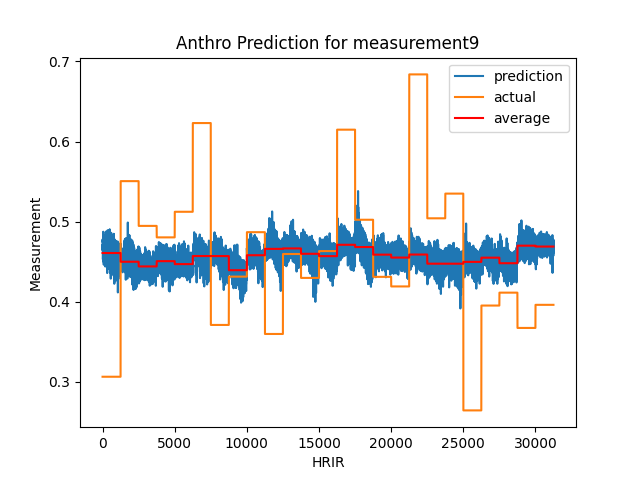 Anthro Prediction for measurement9
0.7
0.6
0.5
0.4
0.3
Measurement
prediction
actual
average
0
5000
10000
15000
20000
25000
30000
HRIR